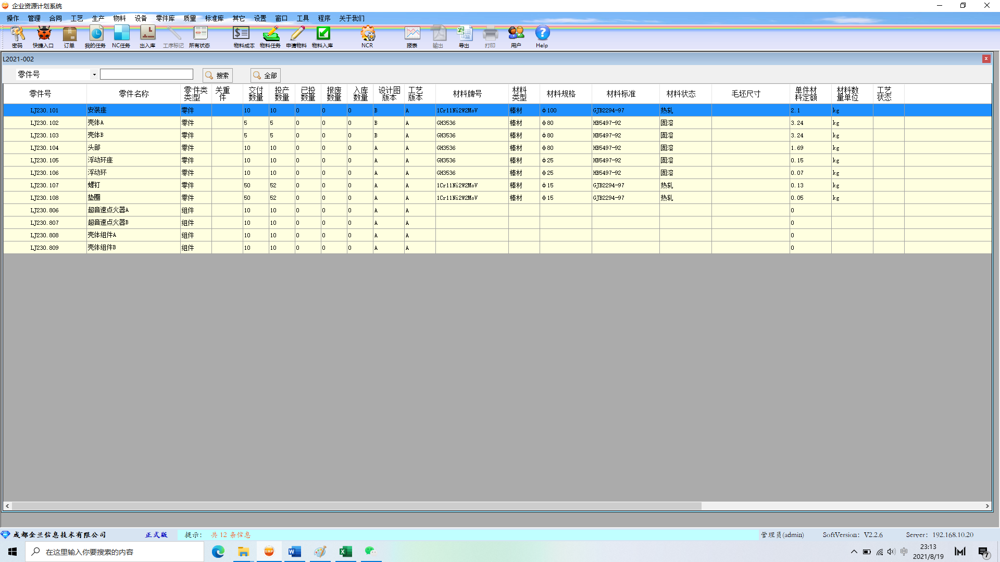 企业资源计划系统
操作 管理 合同 工艺 生产 物料 设备 零件库 质量 标准库 其它 设置 窗口 工具 程序 关于我们
密码 快捷入口 订单 我的任务 NC任务 出入库 工序标记 所有状态 物料成本 物料任务 申请物料 物料入库 NCR 报表 输出 导出 打印 用户 Help
L2021-002
零件号 搜索 全部
零件号 零件名称 零件类类型 关重件 交付数量 投产数量 已投数量 报废数量 入库数量 设计图版本 工艺版本 材料牌号 材料类型 材料规格 材料标准 材料状态 毛坯尺寸 单件材料定额 材料数量单位 工艺状态
LJ230.101 安装座 零件 10 10 0 0 0 B A 1Cr11Ni2W2MoV 棒材 φ100 GJB2294-97 热轧 2.1 kg
LJ230.102 壳体A 零件 5 5 0 0 0 B A GH3536 棒材 φ80 HB5497-92 固溶 3.24 kg
LJ230.103 壳体B 零件 5 5 0 0 0 B A GH3536 棒材 φ80 HB5497-92 固溶 3.24 kg
LJ230.104 头部 零件 10 10 0 0 0 A A GH3536 棒材 φ80 HB5497-92 固溶 1.69 kg
LJ230.105 浮动环座 零件 10 10 0 0 0 A A GH3536 棒材 φ25 HB5497-92 固溶 0.15 kg
LJ230.106 浮动环 零件 10 10 0 0 0 A A GH3536 棒材 φ25 HB5497-92 固溶 0.07 kg
LJ230.107 螺钉 零件 50 52 0 0 0 A A 1Cr11Ni2W2MoV 棒材 φ15 GJB2294-97 热轧 0.13 kg
LJ230.108 垫圈 零件 50 52 0 0 0 A A 1Cr11Ni2W2MoV 棒材 φ15 GJB2294-97 热轧 0.05 kg
LJ230.806 超音速点火器A 组件 10 10 0 0 0 A A 0
LJ230.807 超音速点火器B 组件 10 10 0 0 0 A A 0
LJ230.808 壳体组件A 组件 10 10 0 0 0 A A 0
LJ230.809 壳体组件B 组件 10 10 0 0 0 A A 0
成都金兰信息技术有限公司 正式版 提示： 共 12 条信息 管理员(admin) SoftVersion: V2.2.6 Server: 192.168.10.20
在这里输入你要搜索的内容 中 23:13
2021/8/19 7